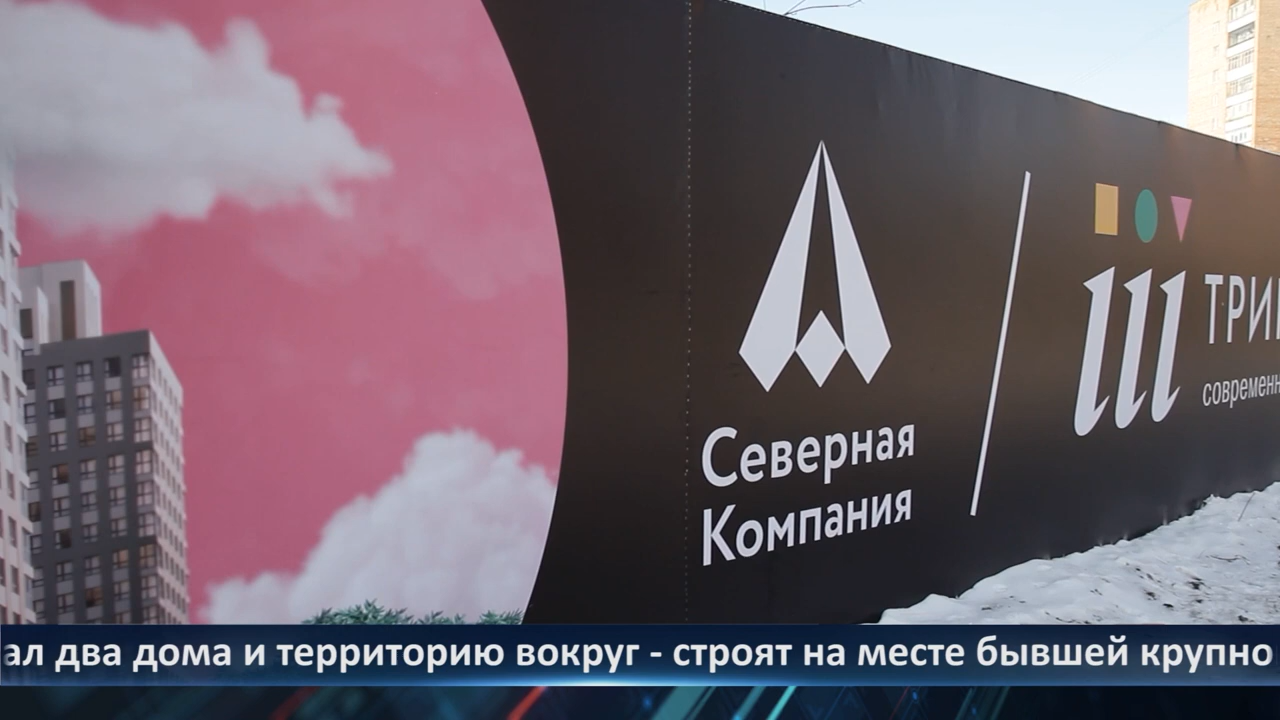 Северная
Компания
ТРИ
современн
ал два дома и территорию вокруг - строят на месте бывшей крупно